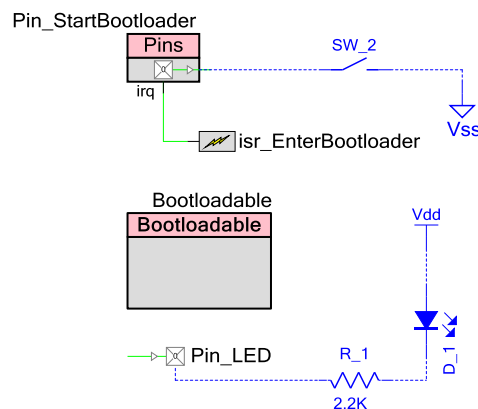 Pin_StartBootloader
Pins
SW_2
irq
Vss
isr_EnterBootloader
Bootloadable
Bootloadable
Vdd
Pin_LED
R_1
D_1
2.2K